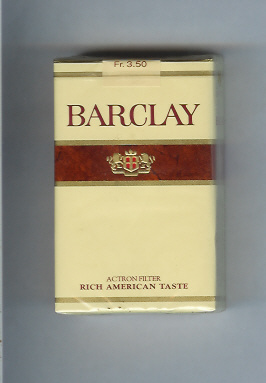 Fr. 3.50
BARCLAY
ACTRON FILTER
RICH AMERICAN TASTE